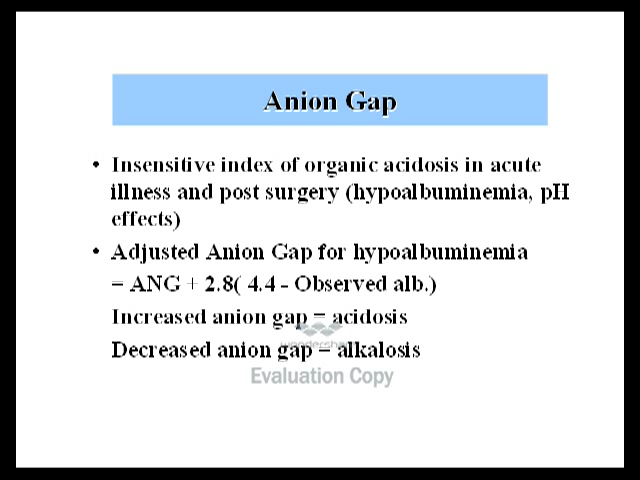 Anion Gap
• Insensitive index of organic acidosis in acute
illness and post surgery (hypoalbuminemia, pH
effects)
• Adjusted Anion Gap for hypoalbuminemia
= ANG + 2.8( 4.4 - Observed alb.)
Increased anion gap = acidosis
Decreased anion gap = alkalosis
Evaluation Copy